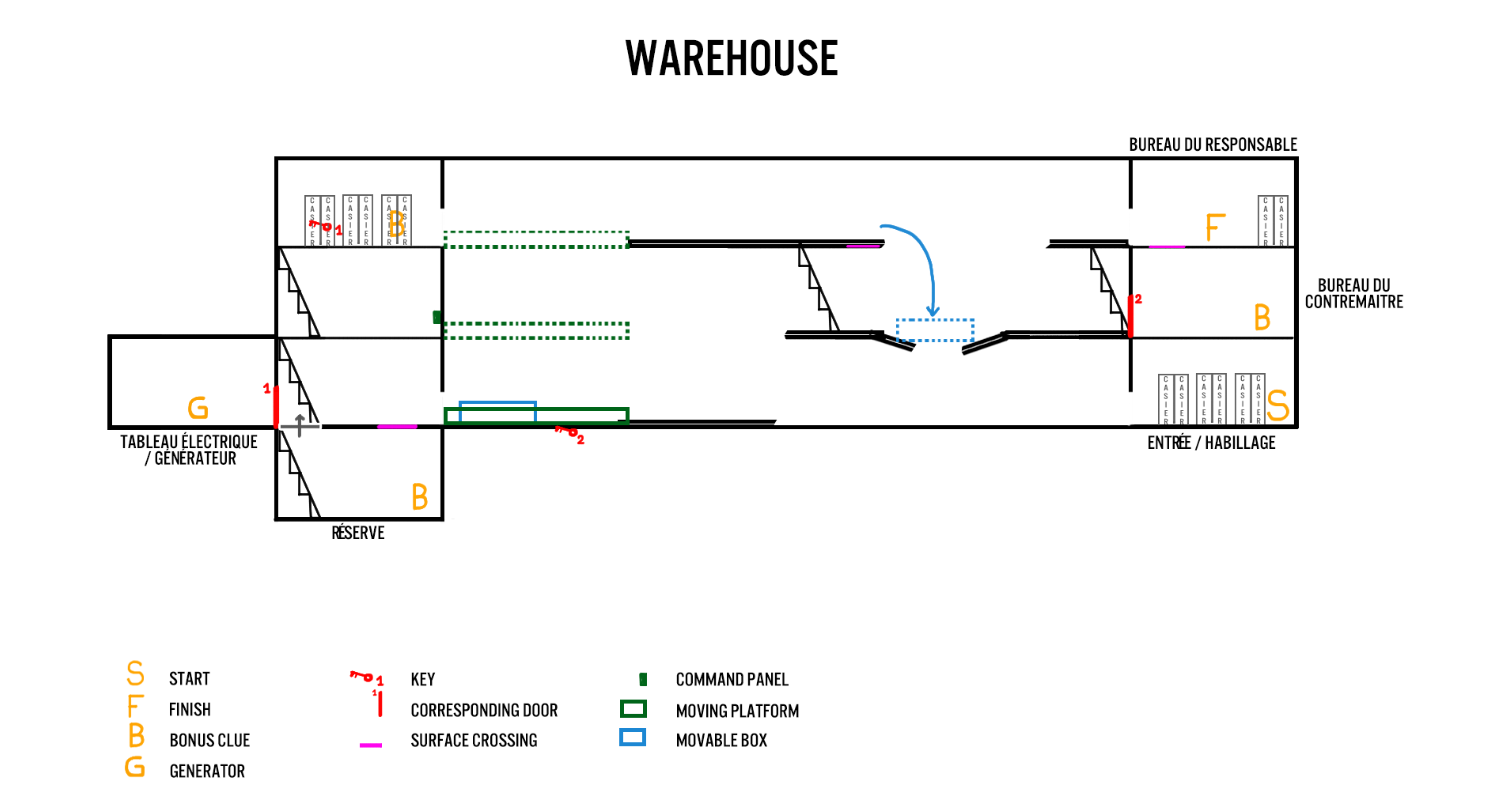 WAREHOUSE
BUREAU DU RESPONSABLE
CASIER CASIER CASIER CASIER CASIER CASIER
1
B
F
CASIER CASIER
2
B
BUREAU DU
CONTREMAITRE
1
G
2
CASIER CASIER CASIER CASIER CASIER CASIER
S
TABLEAU ÉLECTRIQUE
/ GÉNÉRATEUR
ENTRÉE / HABILLAGE
B
RÉSERVE
S START
F FINISH
B BONUS CLUE
G GENERATOR
1 KEY
1 CORRESPONDING DOOR
SURFACE CROSSING
COMMAND PANEL
MOVING PLATFORM
MOVABLE BOX